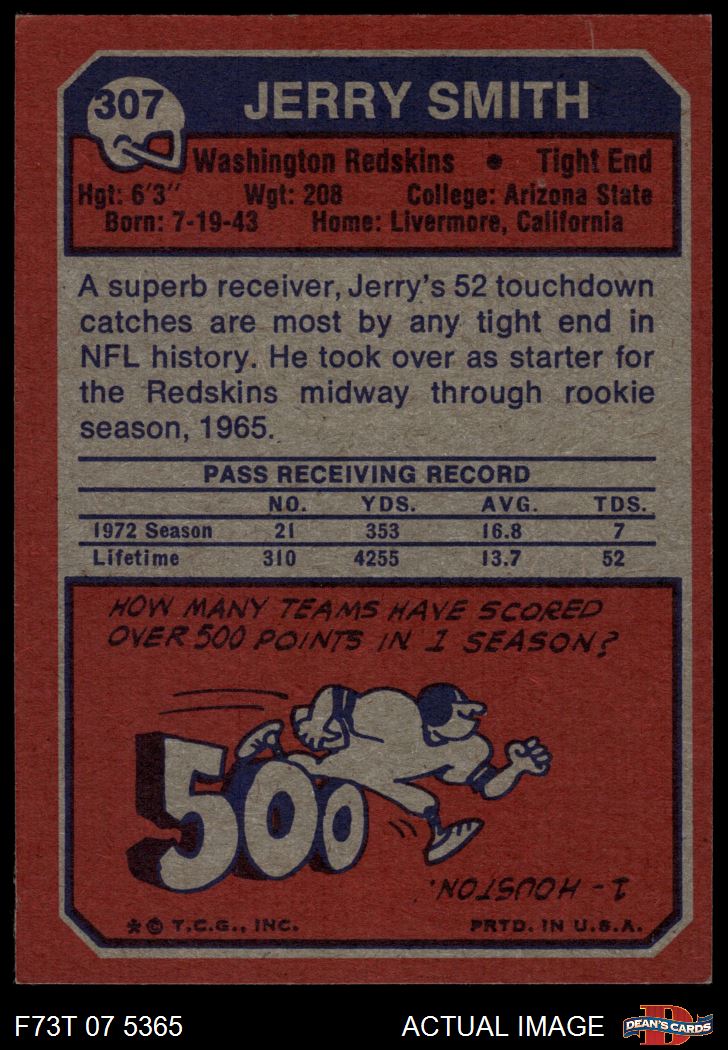 307
JERRY SMITH
Washington Redskins • Tight End
Hgt: 6'3" Wgt: 208 College: Arizona State
Born: 7-19-43 Home: Livermore, California
A superb receiver, Jerry's 52 touchdown
catches are most by any tight end in
NFL history. He took over as starter for
the Redskins midway through rookie
season, 1965.
PASS RECEIVING RECORD
NO. YDS. AVG. TDS.
1972 Season 21 353 16.8 7
Lifetime 310 4255 13.7 52
HOW MANY TEAMS HAVE SCORED
OVER 500 POINTS IN 1 SEASON?
500
1 - HOUSTON.
* © T.C.G., INC. PRTD. IN U.S.A.
F73T 07 5365 ACTUAL IMAGE D DEAN'S CARDS